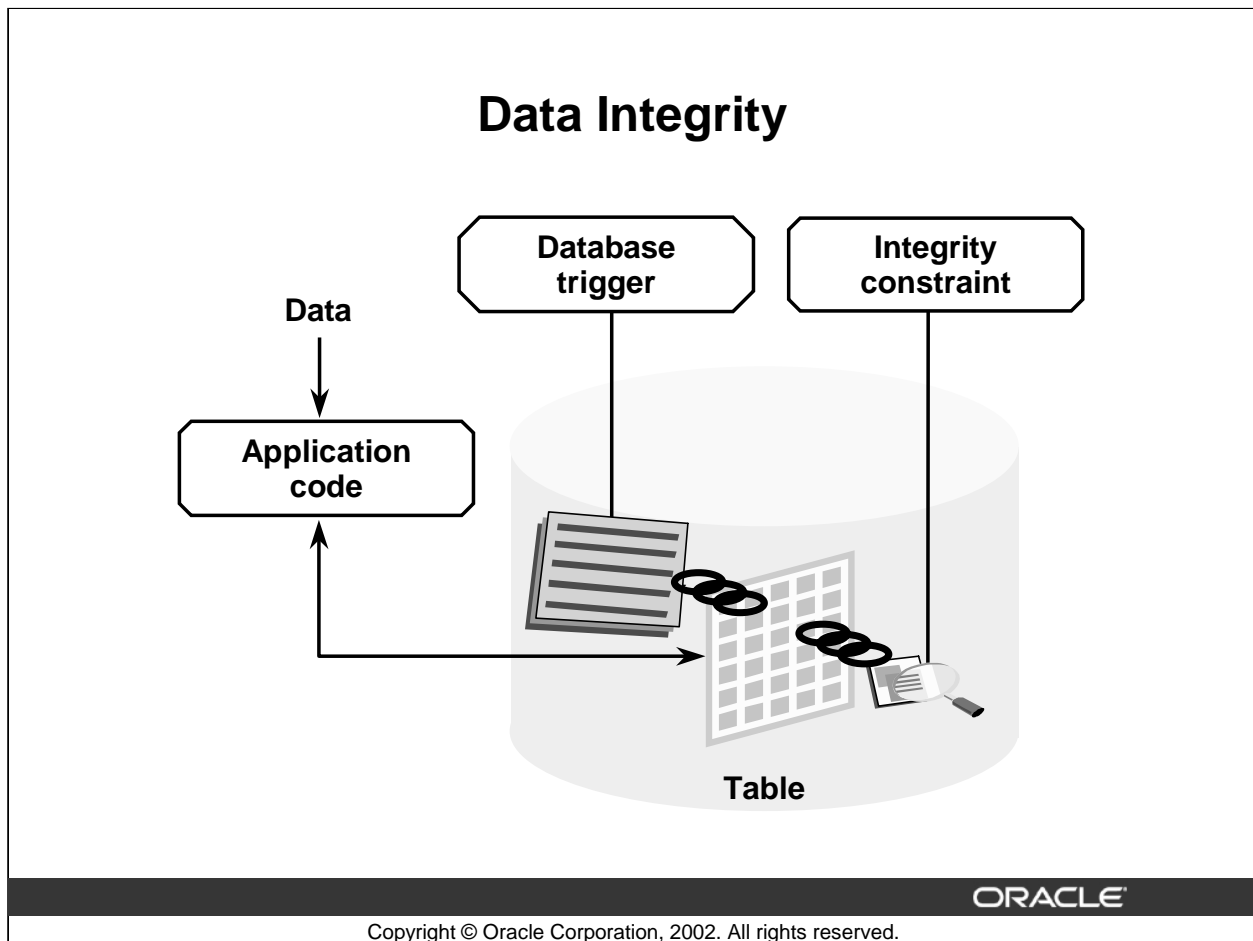 Data Integrity
Database
trigger
Integrity
constraint
Data
Application
code
Table
ORACLE®
Copyright © Oracle Corporation, 2002. All rights reserved.